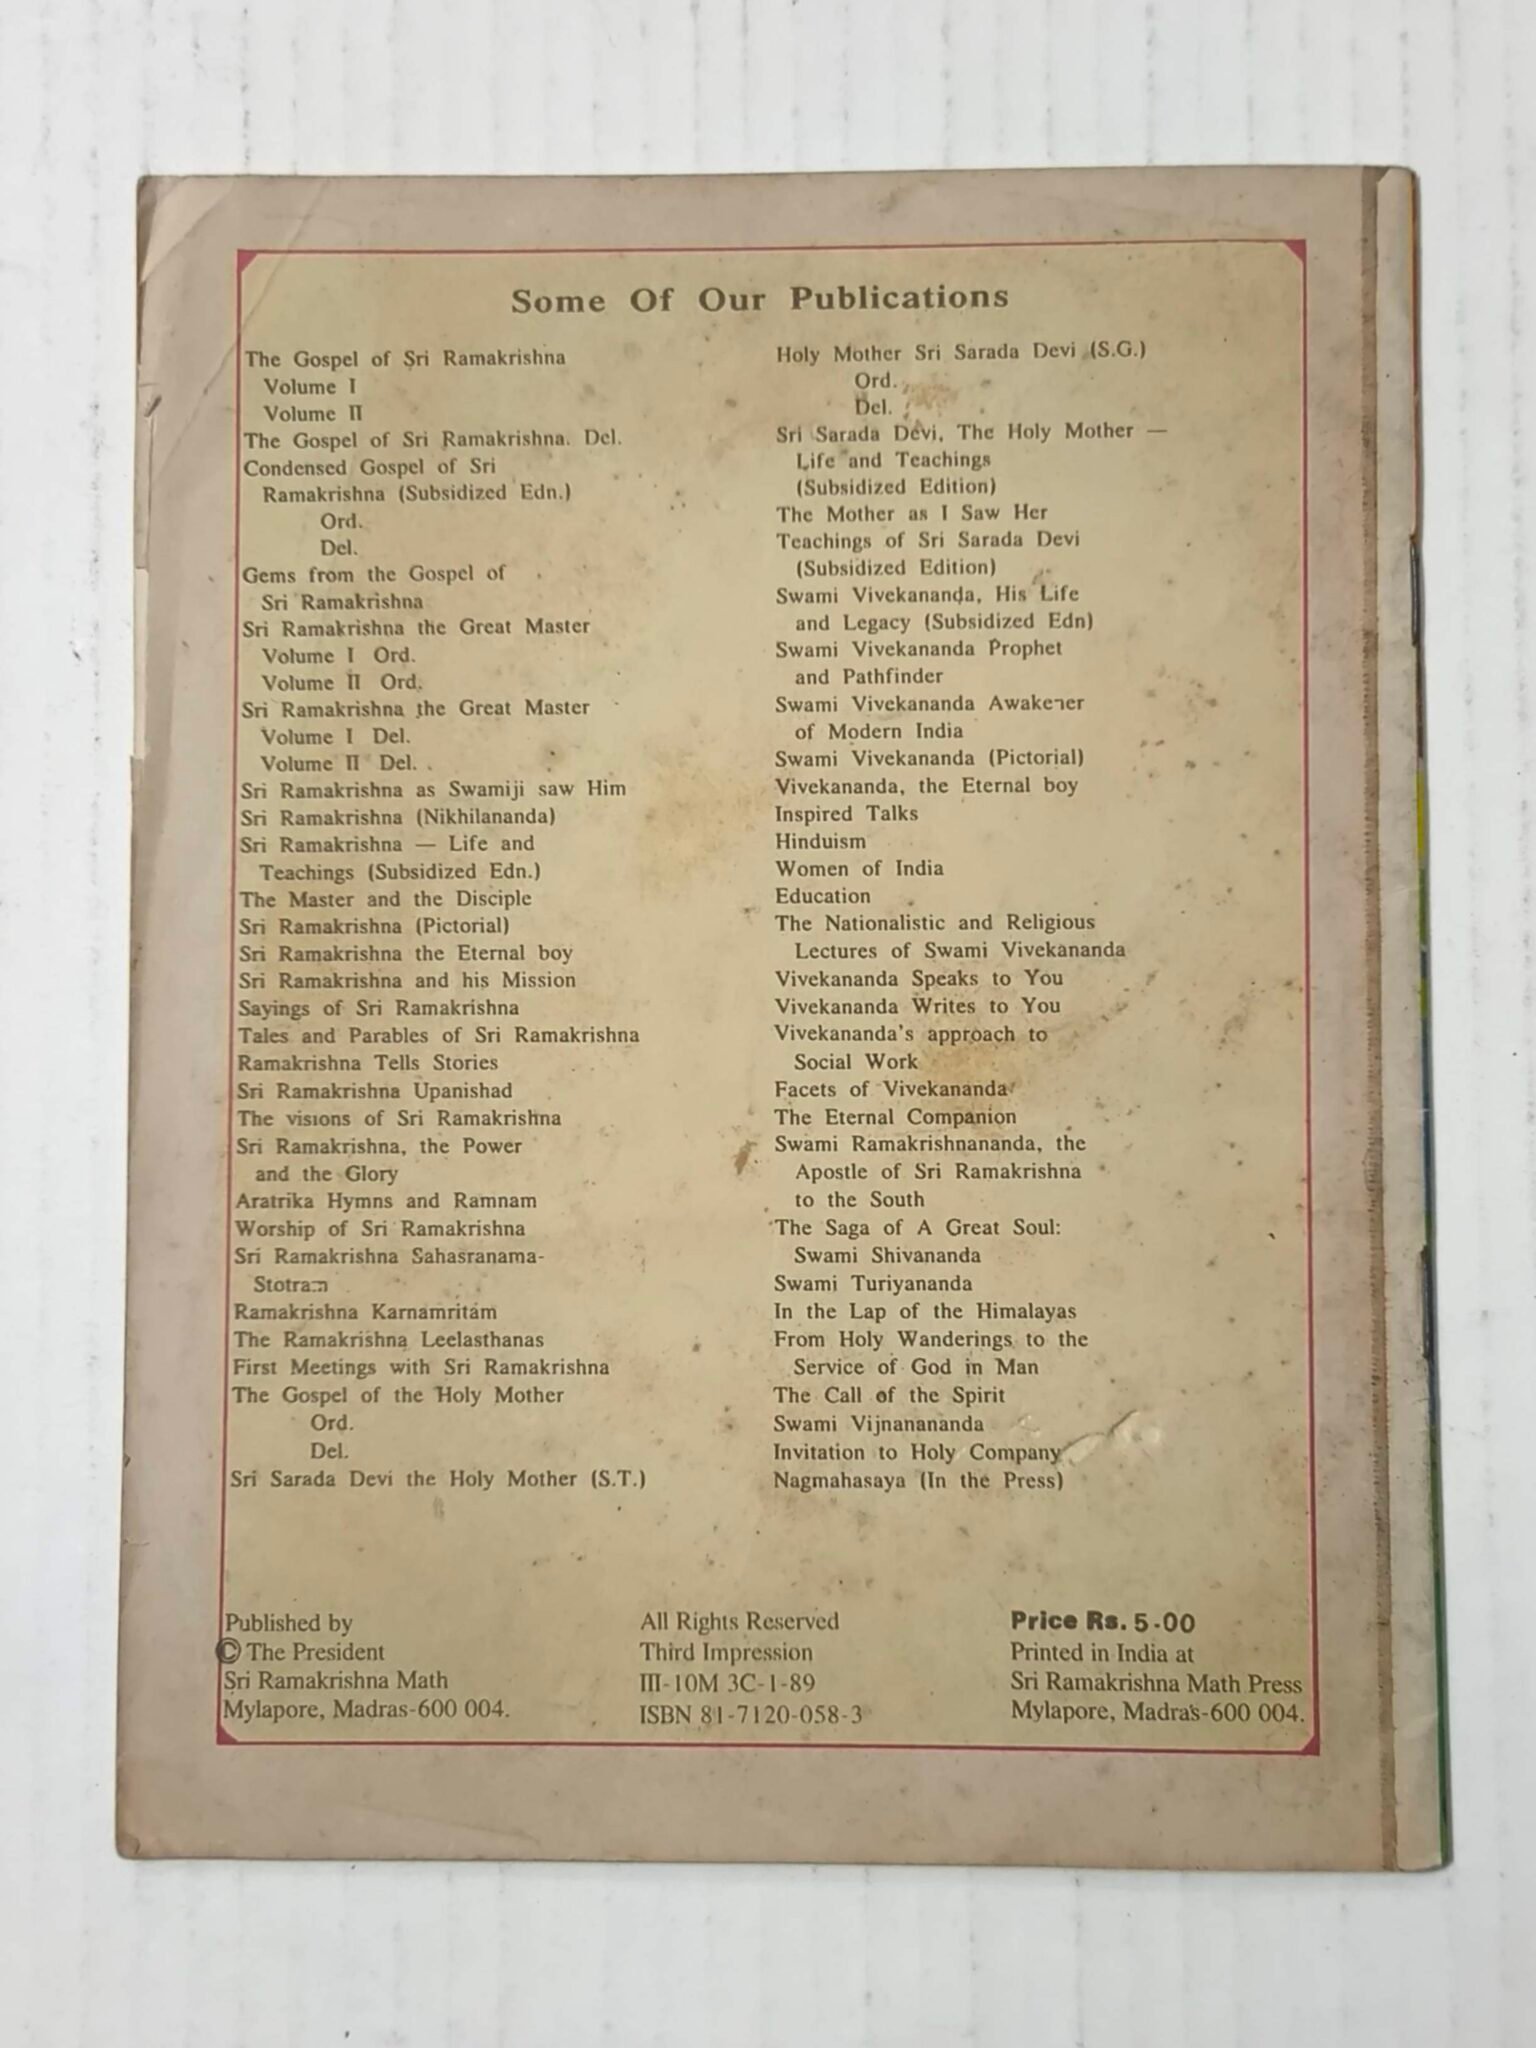 Some Of Our Publications
The Gospel of Sri Ramakrishna
Volume I
Volume II
The Gospel of Sri Ramakrishna. Del.
Condensed Gospel of Sri
Ramakrishna (Subsidized Edn.)
Ord.
Del.
Gems from the Gospel of
Sri Ramakrishna
Sri Ramakrishna the Great Master
Volume I Ord.
Volume II Ord.
Sri Ramakrishna the Great Master
Volume I Del.
Volume II Del.
Sri Ramakrishna as Swamiji saw Him
Sri Ramakrishna (Nikhilananda)
Sri Ramakrishna — Life and
Teachings (Subsidized Edn.)
The Master and the Disciple
Sri Ramakrishna (Pictorial)
Sri Ramakrishna the Eternal boy
Sri Ramakrishna and his Mission
Sayings of Sri Ramakrishna
Tales and Parables of Sri Ramakrishna
Ramakrishna Tells Stories
Sri Ramakrishna Upanishad
The visions of Sri Ramakrishna
Sri Ramakrishna, the Power
and the Glory
Aratrika Hymns and Ramnam
Worship of Sri Ramakrishna
Sri Ramakrishna Sahasranama-
Stotram
Ramakrishna Karnamritam
The Ramakrishna Leelasthanas
First Meetings with Sri Ramakrishna
The Gospel of the Holy Mother
Ord.
Del.
Sri Sarada Devi the Holy Mother (S.T.)
Holy Mother Sri Sarada Devi (S.G.)
Ord.
Del.
Sri Sarada Devi, The Holy Mother —
Life and Teachings
(Subsidized Edition)
The Mother as I Saw Her
Teachings of Sri Sarada Devi
(Subsidized Edition)
Swami Vivekananda, His Life
and Legacy (Subsidized Edn)
Swami Vivekananda Prophet
and Pathfinder
Swami Vivekananda Awakener
of Modern India
Swami Vivekananda (Pictorial)
Vivekananda, the Eternal boy
Inspired Talks
Hinduism
Women of India
Education
The Nationalistic and Religious
Lectures of Swami Vivekananda
Vivekananda Speaks to You
Vivekananda Writes to You
Vivekananda's approach to
Social Work
Facets of Vivekananda
The Eternal Companion
Swami Ramakrishnananda, the
Apostle of Sri Ramakrishna
to the South
The Saga of A Great Soul:
Swami Shivananda
Swami Turiyananda
In the Lap of the Himalayas
From Holy Wanderings to the
Service of God in Man
The Call of the Spirit
Swami Vijnanananda
Invitation to Holy Company
Nagmahasaya (In the Press)
Published by
© The President
Sri Ramakrishna Math
Mylapore, Madras-600 004.
All Rights Reserved
Third Impression
III-10M 3C-1-89
ISBN 81-7120-058-3
Price Rs. 5-00
Printed in India at
Sri Ramakrishna Math Press
Mylapore, Madras-600 004.